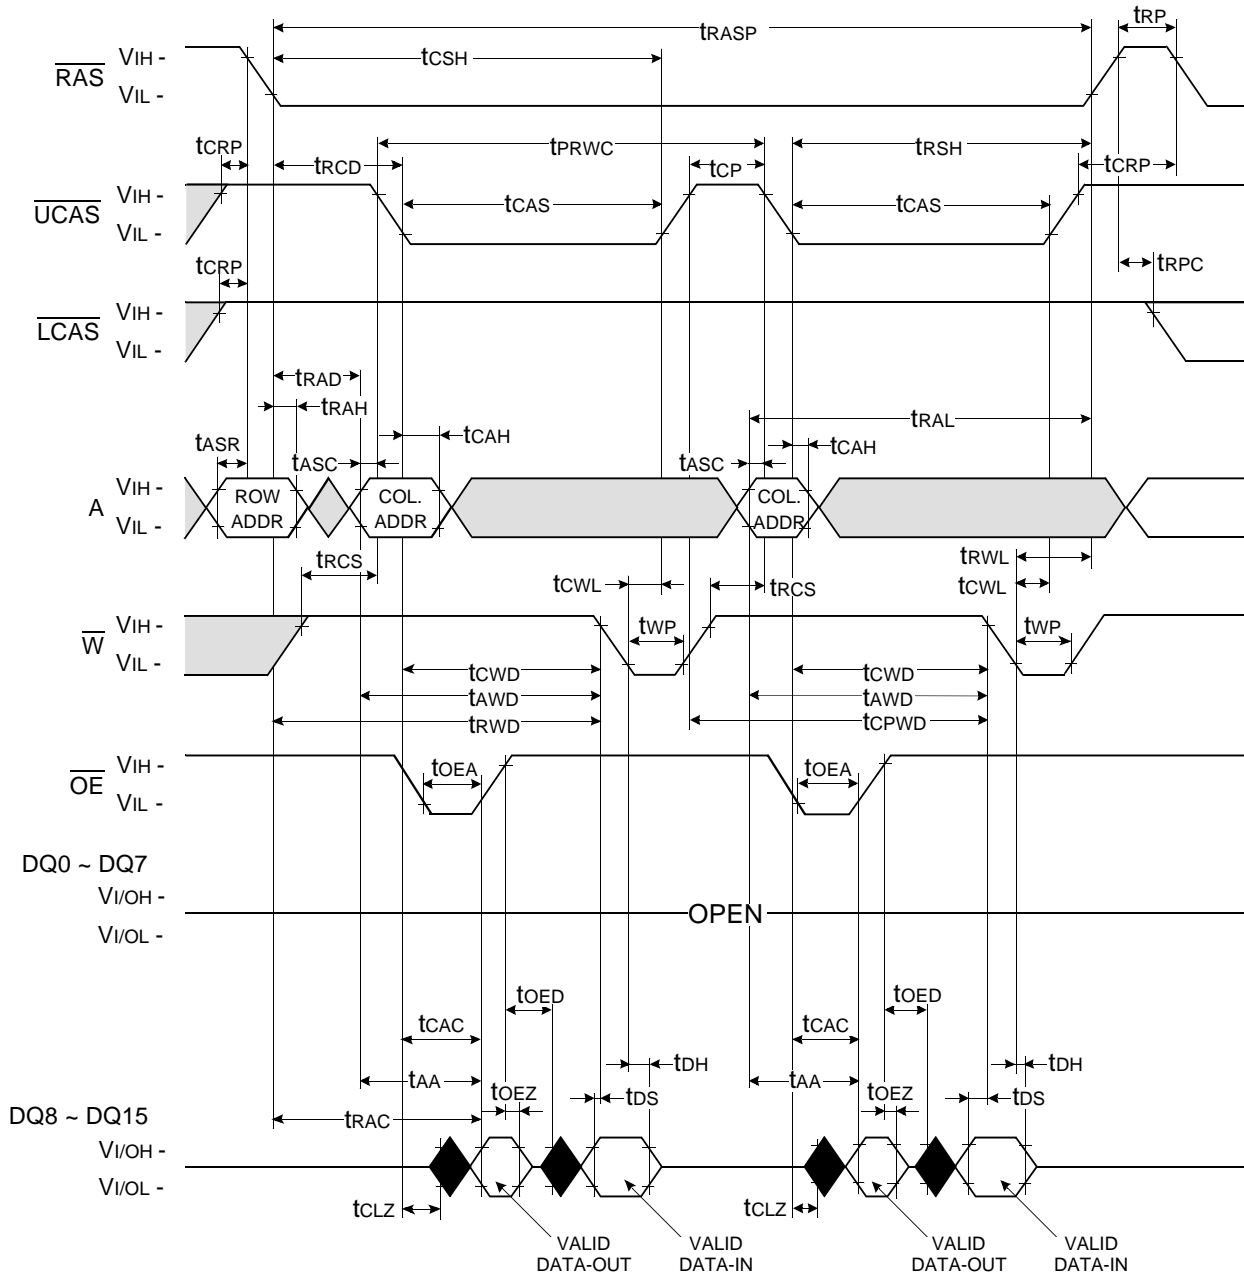 tRASP
tRP
VIH -
tCSH
RAS
VIL -
tCRP
tPRWC
tRSH
tRCD
tCP
tCRP
VIH -
UCAS
tCAS
tCAS
VIL -
tCRP
tRPC
VIH -
LCAS
VIL -
tRAD
tRAH
tRAL
tASR
tCAH
tCAH
tASC
tASC
VIH -
A
ROW
ADDR
COL.
ADDR
COL.
ADDR
VIL -
tRCS
tRWL
tCWL
tRCS
tCWL
VIH -
W
tWP
tWP
VIL -
tCWD
tCWD
tAWD
tAWD
tRWD
tCPWD
VIH -
OE
tOEA
tOEA
VIL -
DQ0 ~ DQ7
VI/OH -
OPEN
VI/OL -
tOED
tOED
tCAC
tCAC
tDH
tDH
tAA
tAA
tOEZ
tDS
tOEZ
tDS
DQ8 ~ DQ15
tRAC
VI/OH -
VI/OL -
tCLZ
tCLZ
VALID
DATA-OUT
VALID
DATA-IN
VALID
DATA-OUT
VALID
DATA-IN